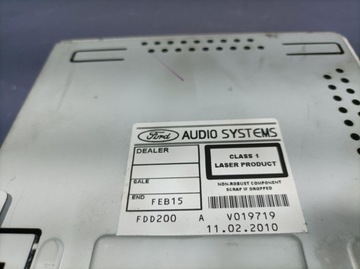 Ford AUDIO SYSTEMS
DEALER
CLASS 1
LASER PRODUCT
SALE
NON-ROBUST COMPONENT
SCRAP IF DROPPED
END FEB15
FDD200 A V019719
11.02.2010